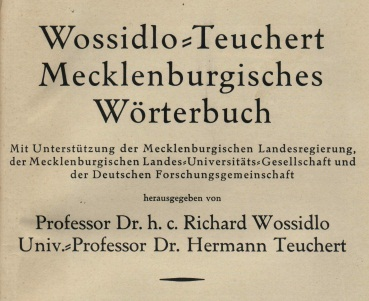 Wossidlo⸗Teuchert
Mecklenburgisches
Wörterbuch
Mit Unterstützung der Mecklenburgischen Landesregierung,
der Mecklenburgischen Landes⸗Universitäts⸗Gesellschaft und
der Deutschen Forschungsgemeinschaft
herausgegeben von
Professor Dr. h. c. Richard Wossidlo
Univ.⸗Professor Dr. Hermann Teuchert